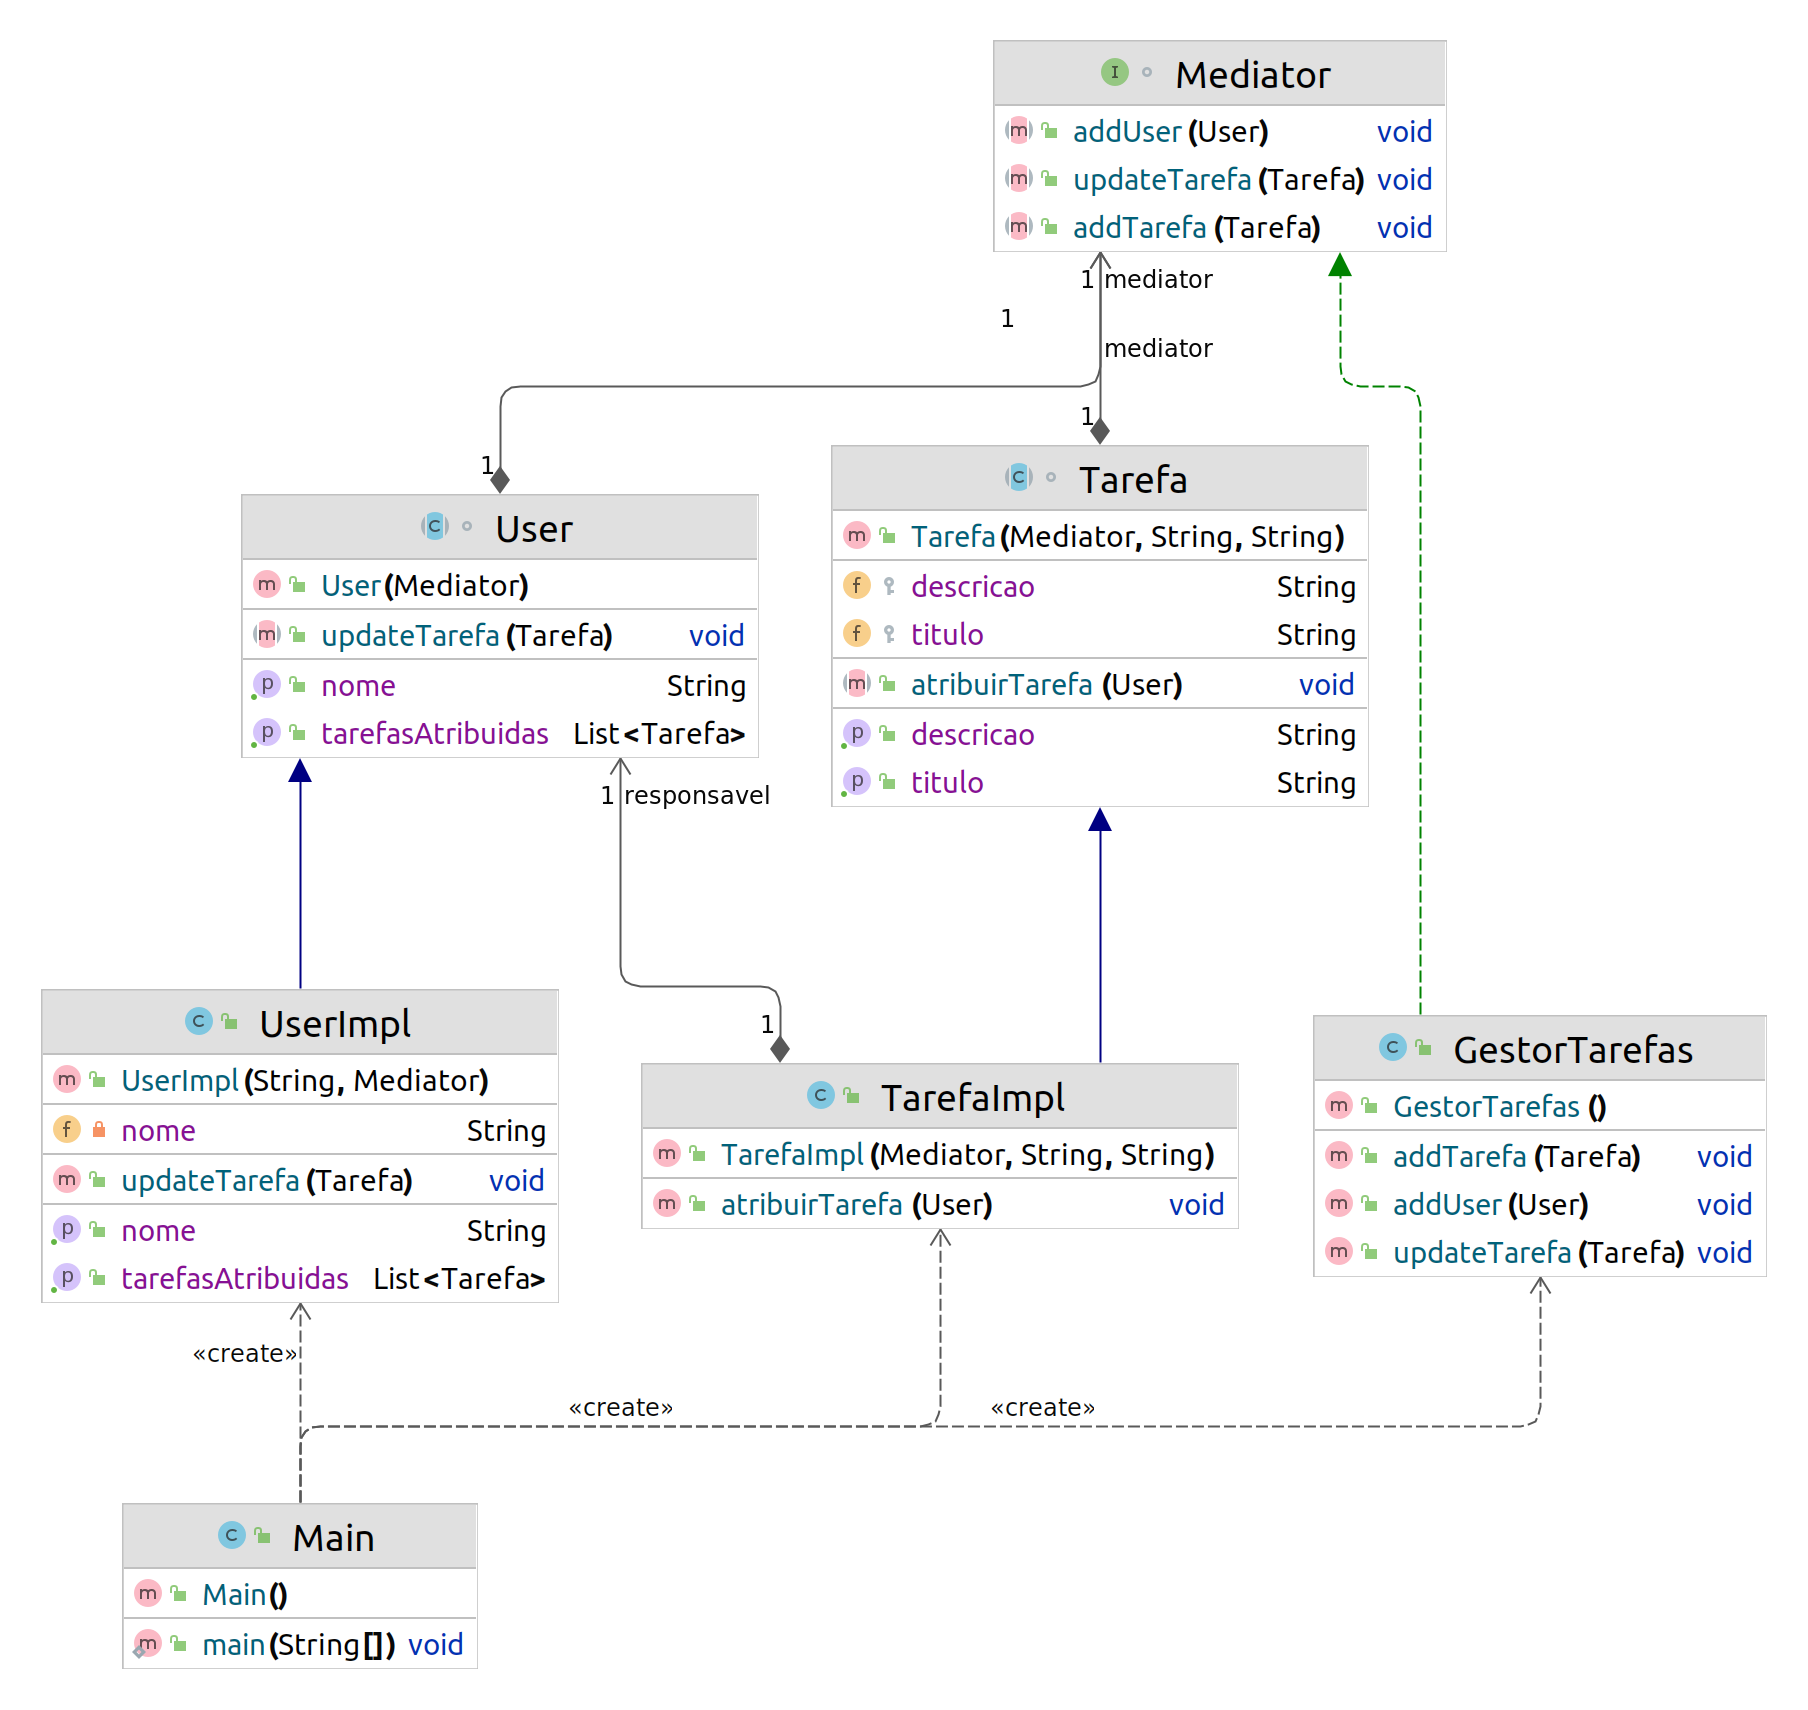 Mediator
addUser(User) void
updateTarefa(Tarefa) void
addTarefa(Tarefa) void
1 mediator
1
mediator
1
1
User
User(Mediator)
updateTarefa(Tarefa) void
nome String
tarefasAtribuidas List<Tarefa>
Tarefa
Tarefa(Mediator, String, String)
descricao String
titulo String
atribuirTarefa(User) void
descricao String
titulo String
1 responsavel
1
UserImpl
UserImpl(String, Mediator)
nome String
updateTarefa(Tarefa) void
nome String
tarefasAtribuidas List<Tarefa>
TarefaImpl
TarefaImpl(Mediator, String, String)
atribuirTarefa(User) void
GestorTarefas
GestorTarefas()
addTarefa(Tarefa) void
addUser(User) void
updateTarefa(Tarefa) void
«create»
«create»
«create»
Main
Main()
main(String[]) void